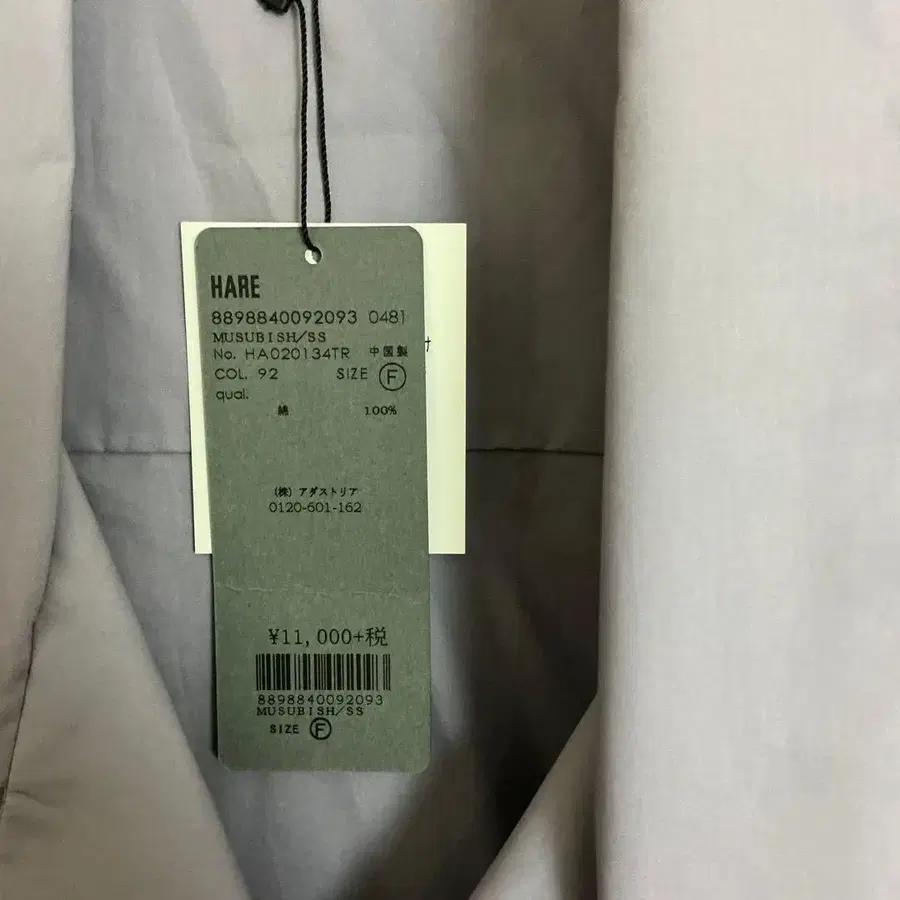 HARE
8898840092093 0481
MUSUBISH/SS
No. HA020134TR 中国製
COL. 92 SIZE Ⓕ
qual.
綿 100%
(株) アダストリア
0120-601-162
¥11,000+税
8898840092093
MUSUBISH/SS
SIZE Ⓕ